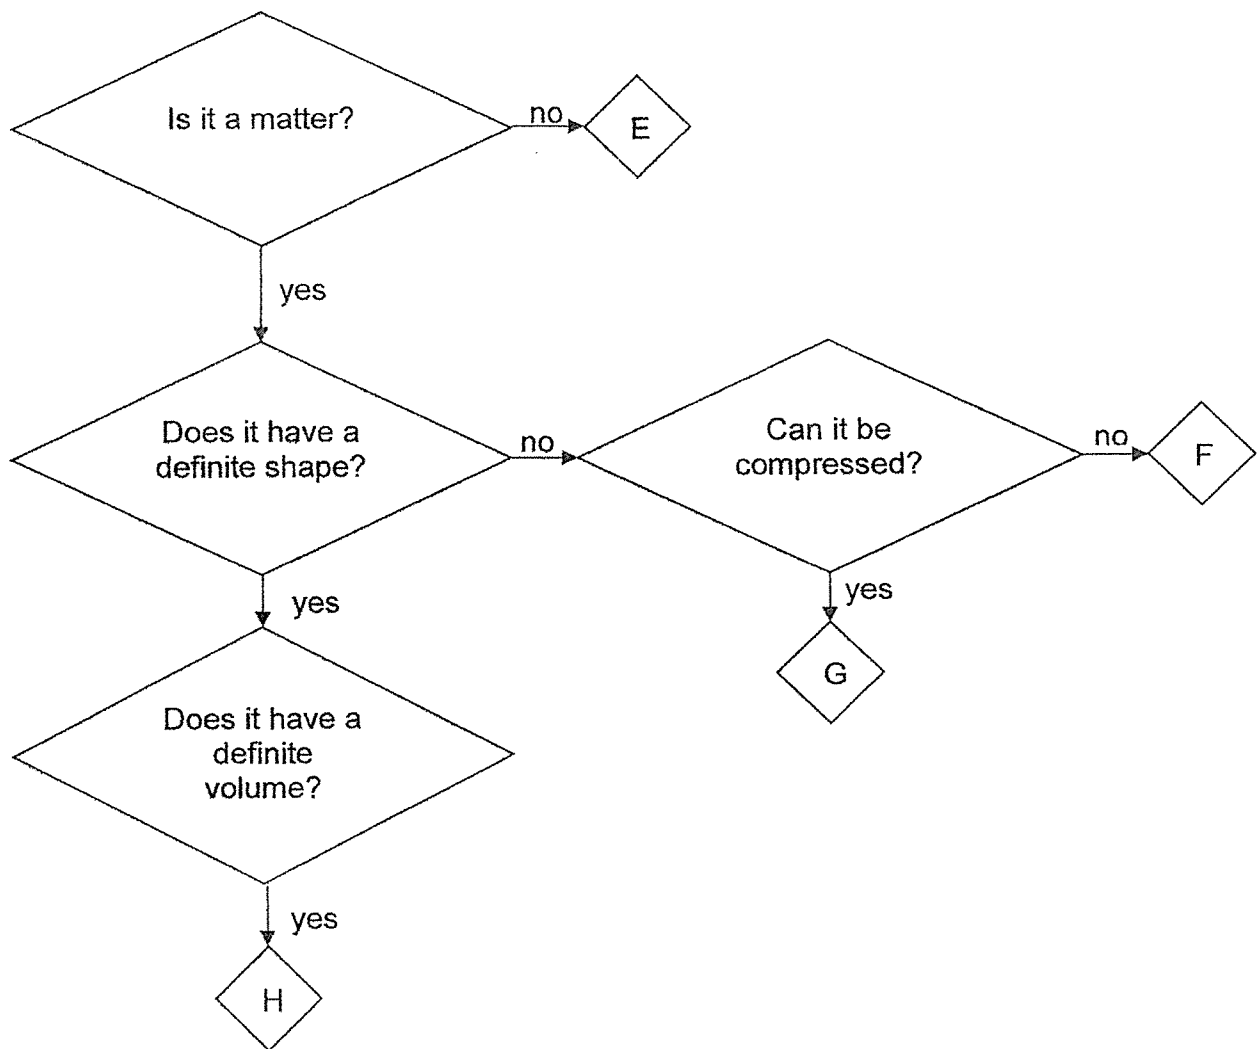 Is it a matter?
no
E
yes
Does it have a
definite shape?
no
Can it be
compressed?
no
F
yes
yes
G
Does it have a
definite
volume?
yes
H